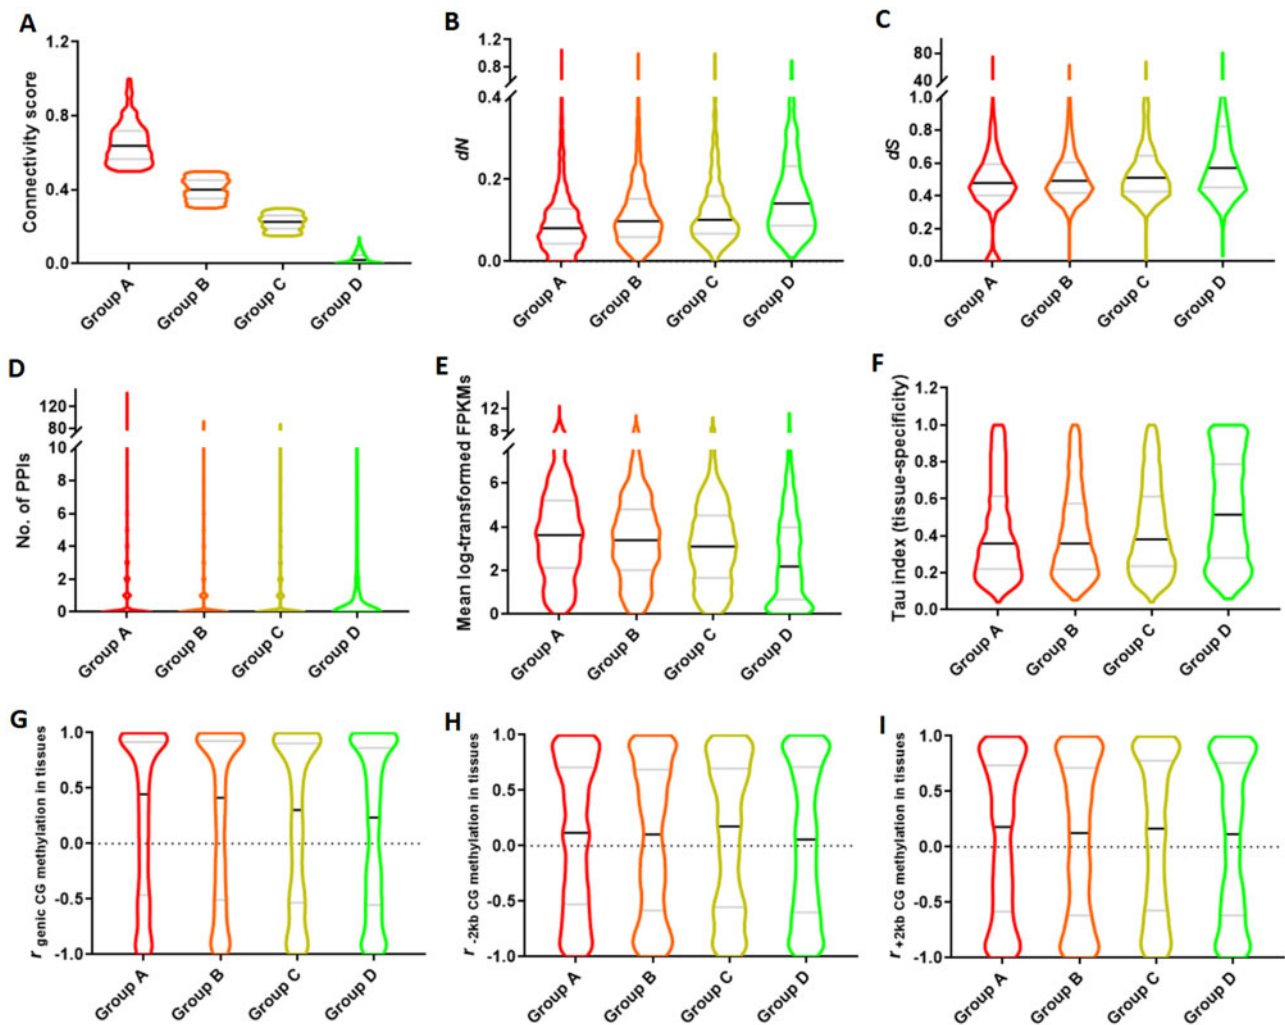 A
Connectivity score
1.2
0.8
0.4
0.0
Group A
Group B
Group C
Group D
B
dN
1.2
0.8
0.4
0.2
0.0
Group A
Group B
Group C
Group D
C
dS
80
40
1.0
0.8
0.6
0.4
0.2
0.0
Group A
Group B
Group C
Group D
D
No. of PPIs
120
80
10
8
6
4
2
0
Group A
Group B
Group C
Group D
E
Mean log-transformed FPKMs
12
8
6
4
2
0
Group A
Group B
Group C
Group D
F
Tau index (tissue-specificity)
1.2
1.0
0.8
0.6
0.4
0.2
0.0
Group A
Group B
Group C
Group D
G
r genic CG methylation in tissues
1.0
0.5
0.0
-0.5
-1.0
Group A
Group B
Group C
Group D
H
r -2kb CG methylation in tissues
1.0
0.5
0.0
-0.5
-1.0
Group A
Group B
Group C
Group D
I
r +2kb CG methylation in tissues
1.0
0.5
0.0
-0.5
-1.0
Group A
Group B
Group C
Group D